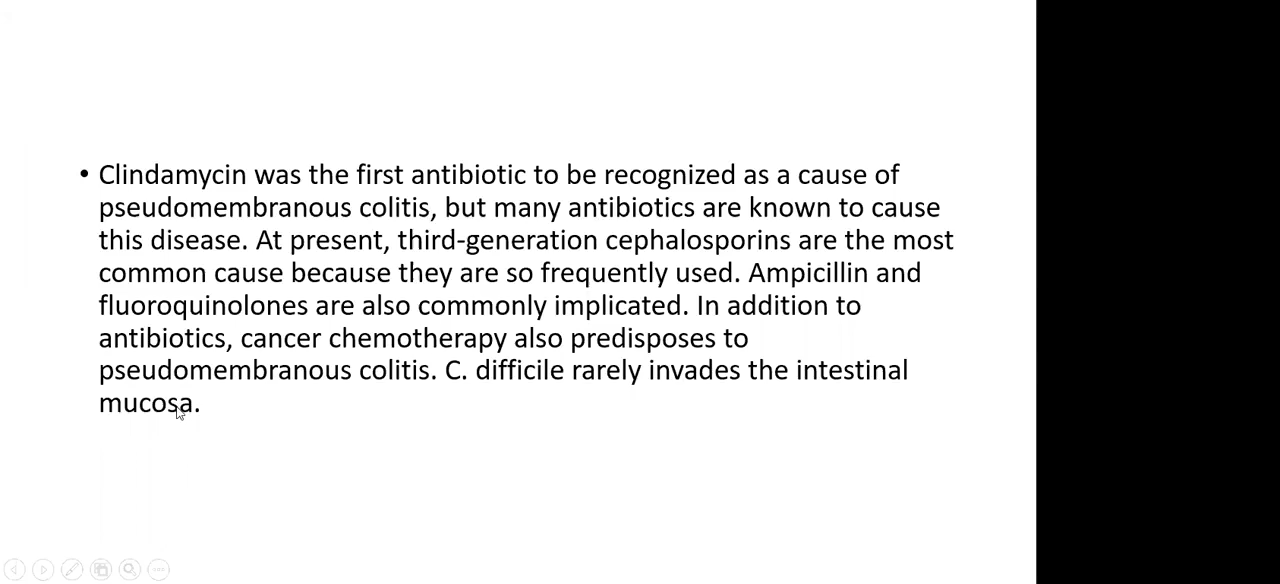 • Clindamycin was the first antibiotic to be recognized as a cause of
pseudomembranous colitis, but many antibiotics are known to cause
this disease. At present, third-generation cephalosporins are the most
common cause because they are so frequently used. Ampicillin and
fluoroquinolones are also commonly implicated. In addition to
antibiotics, cancer chemotherapy also predisposes to
pseudomembranous colitis. C. difficile rarely invades the intestinal
mucosa.